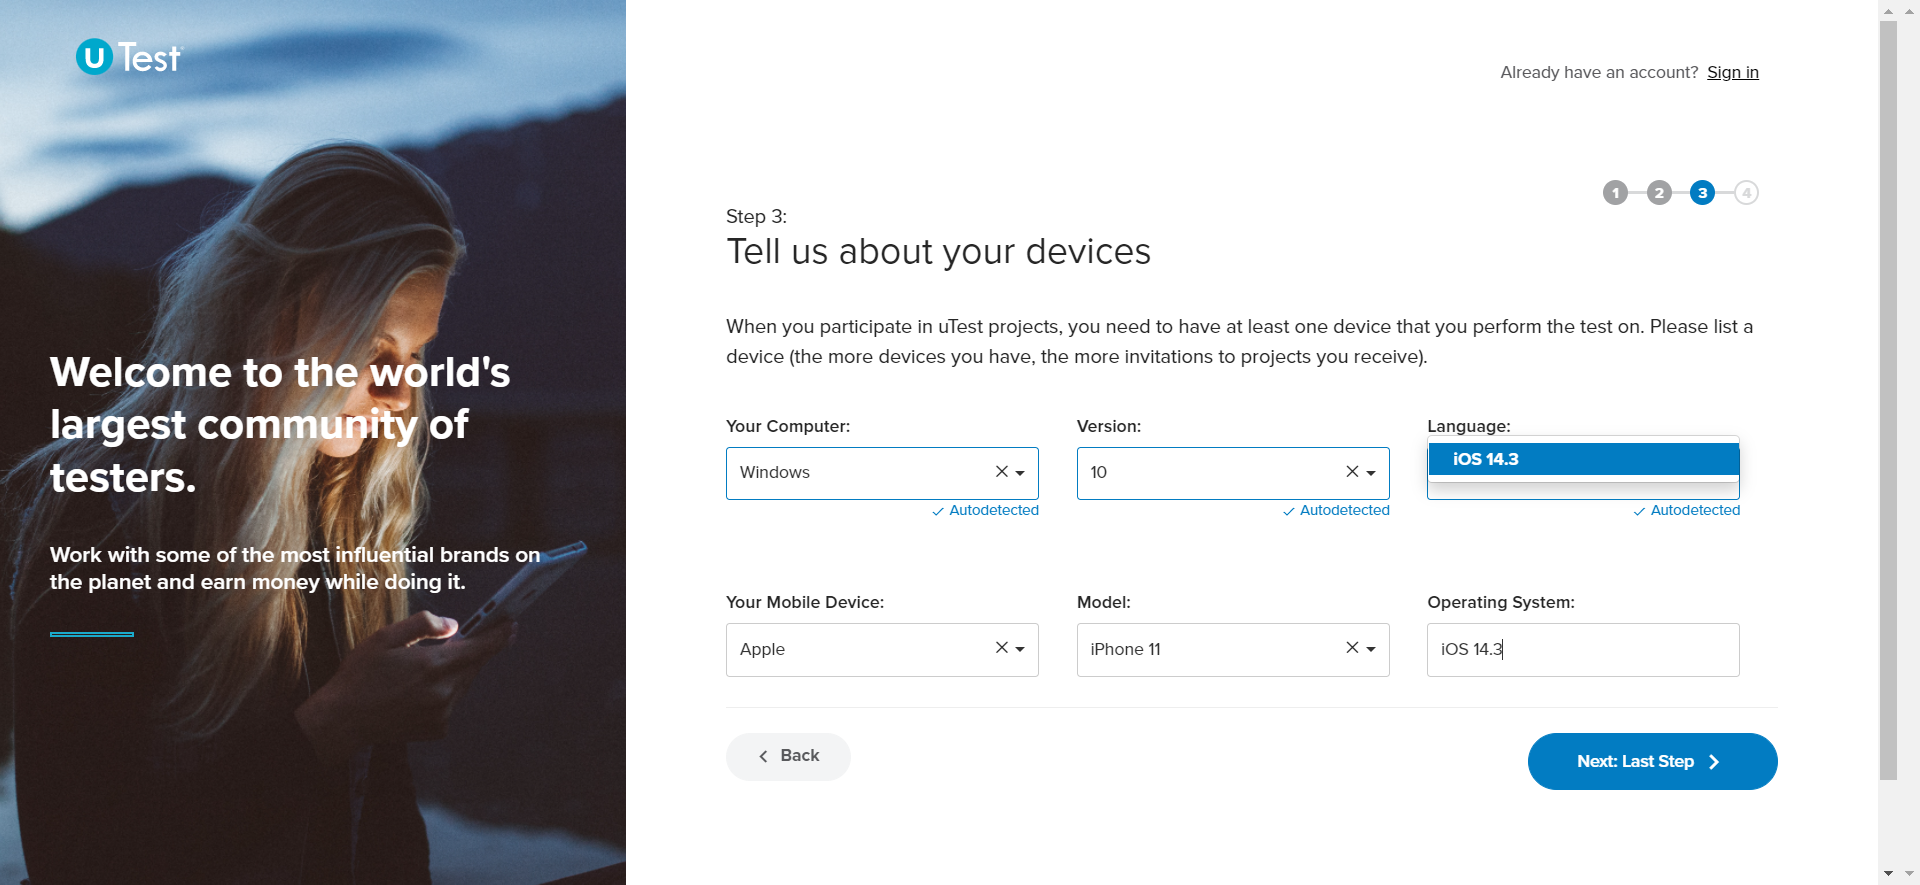 U Test
Already have an account? Sign in
1 2 3 4
Step 3:
Tell us about your devices
When you participate in uTest projects, you need to have at least one device that you perform the test on. Please list a
device (the more devices you have, the more invitations to projects you receive).
Your Computer: Version: Language:
Windows 10 iOS 14.3
Autodetected Autodetected Autodetected
Your Mobile Device: Model: Operating System:
Apple iPhone 11 iOS 14.3
Back Next: Last Step
Welcome to the world's
largest community of
testers.
Work with some of the most influential brands on
the planet and earn money while doing it.